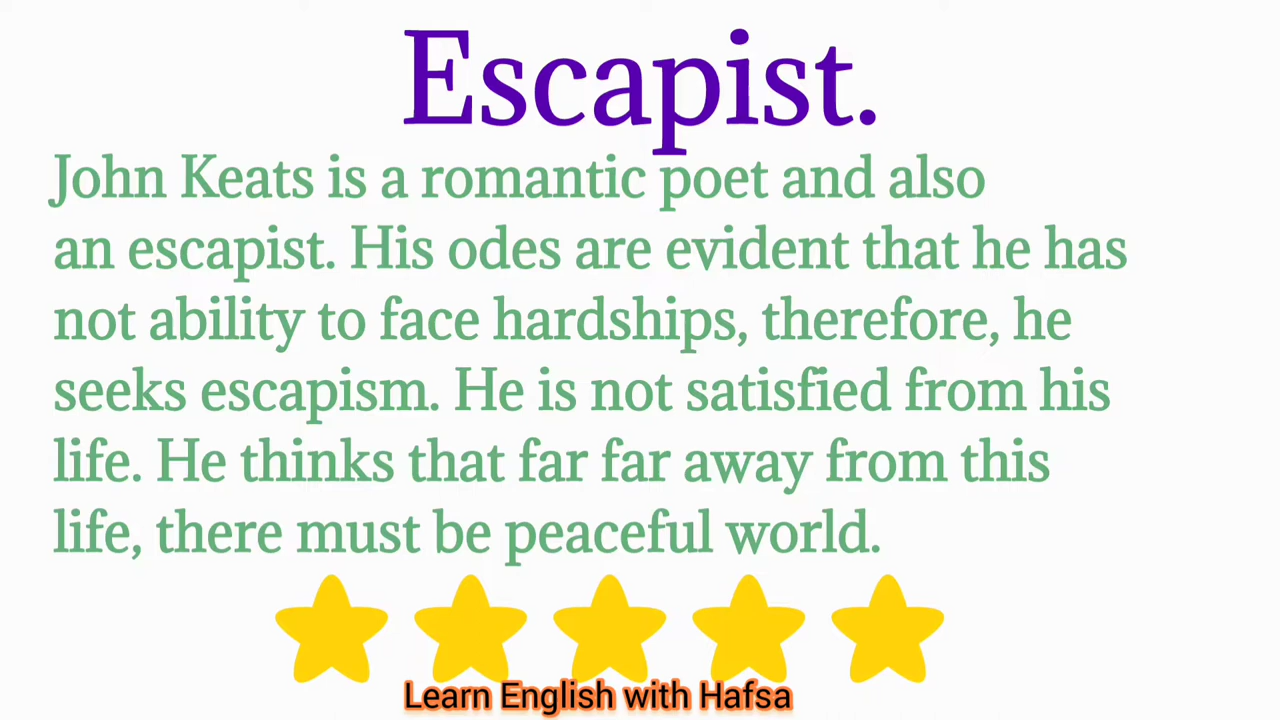 Escapist.
John Keats is a romantic poet and also
an escapist. His odes are evident that he has
not ability to face hardships, therefore, he
seeks escapism. He is not satisfied from his
life. He thinks that far far away from this
life, there must be peaceful world.
Learn English with Hafsa